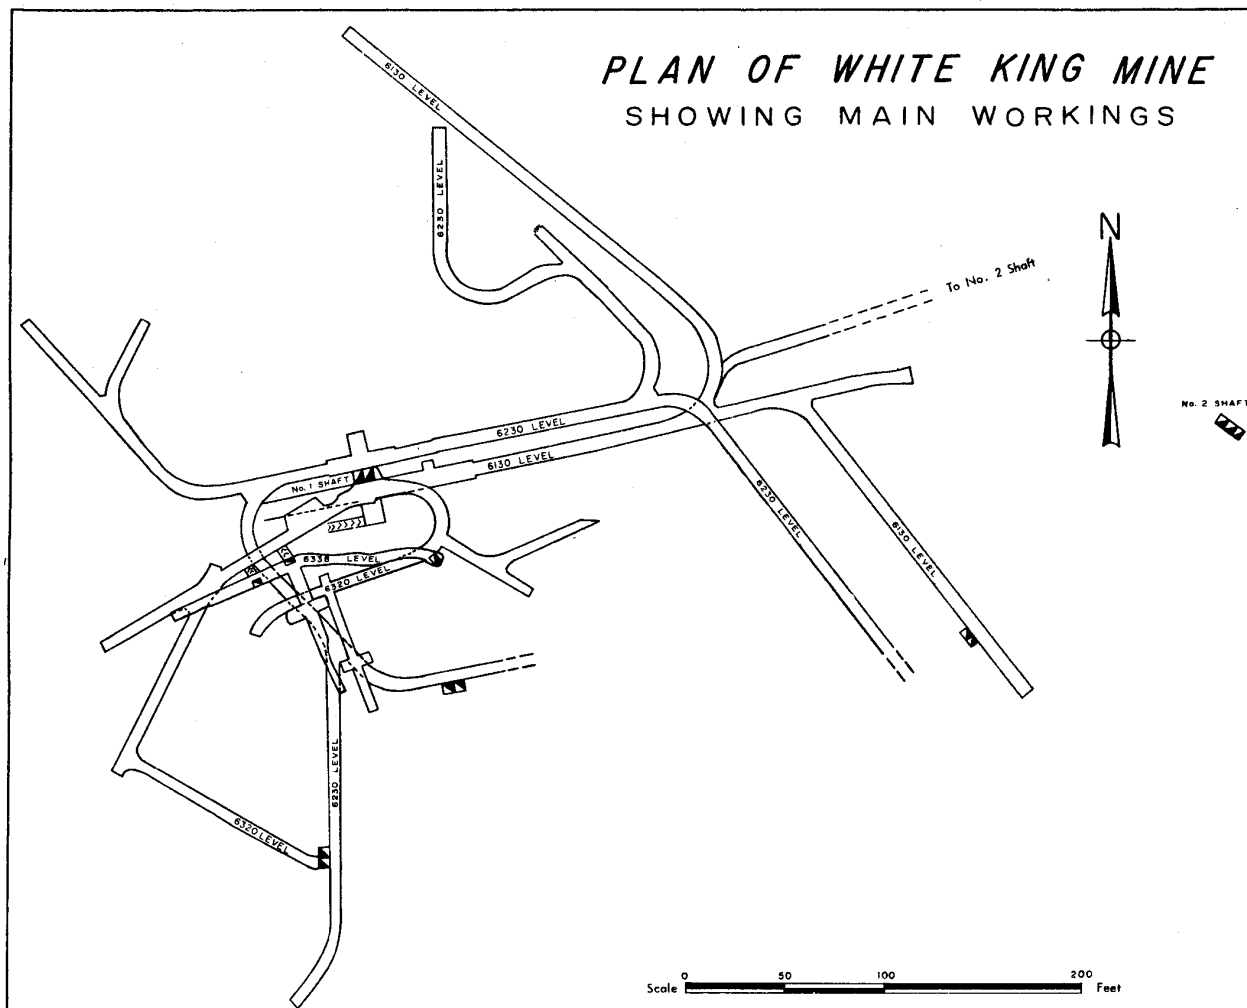 PLAN OF WHITE KING MINE
SHOWING MAIN WORKINGS
6130 LEVEL
6230 LEVEL
N
To No. 2 Shaft
No. 2 SHAFT
6230 LEVEL
6130 LEVEL
No. 1 SHAFT
6230 LEVEL
6130 LEVEL
6338 LEVEL
6320 LEVEL
6230 LEVEL
6320 LEVEL
Scale 0 50 100 200 Feet